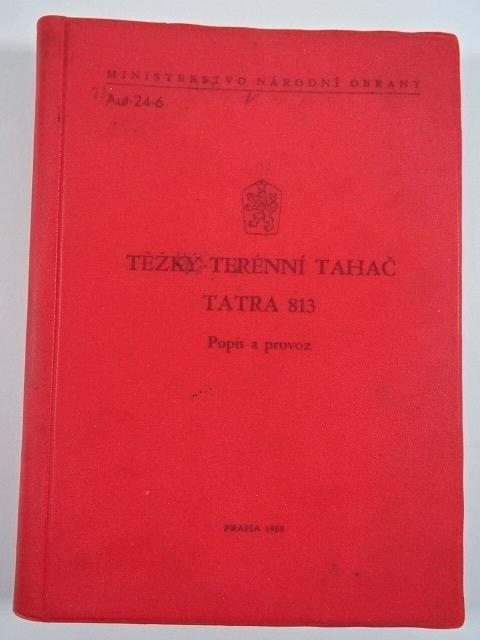 MINISTERSTVO NÁRODNÍ OBRANY
Aut-24-6
TĚŽKÝ TERÉNNÍ TAHAČ
TATRA 813
Popis a provoz
PRAHA 1969